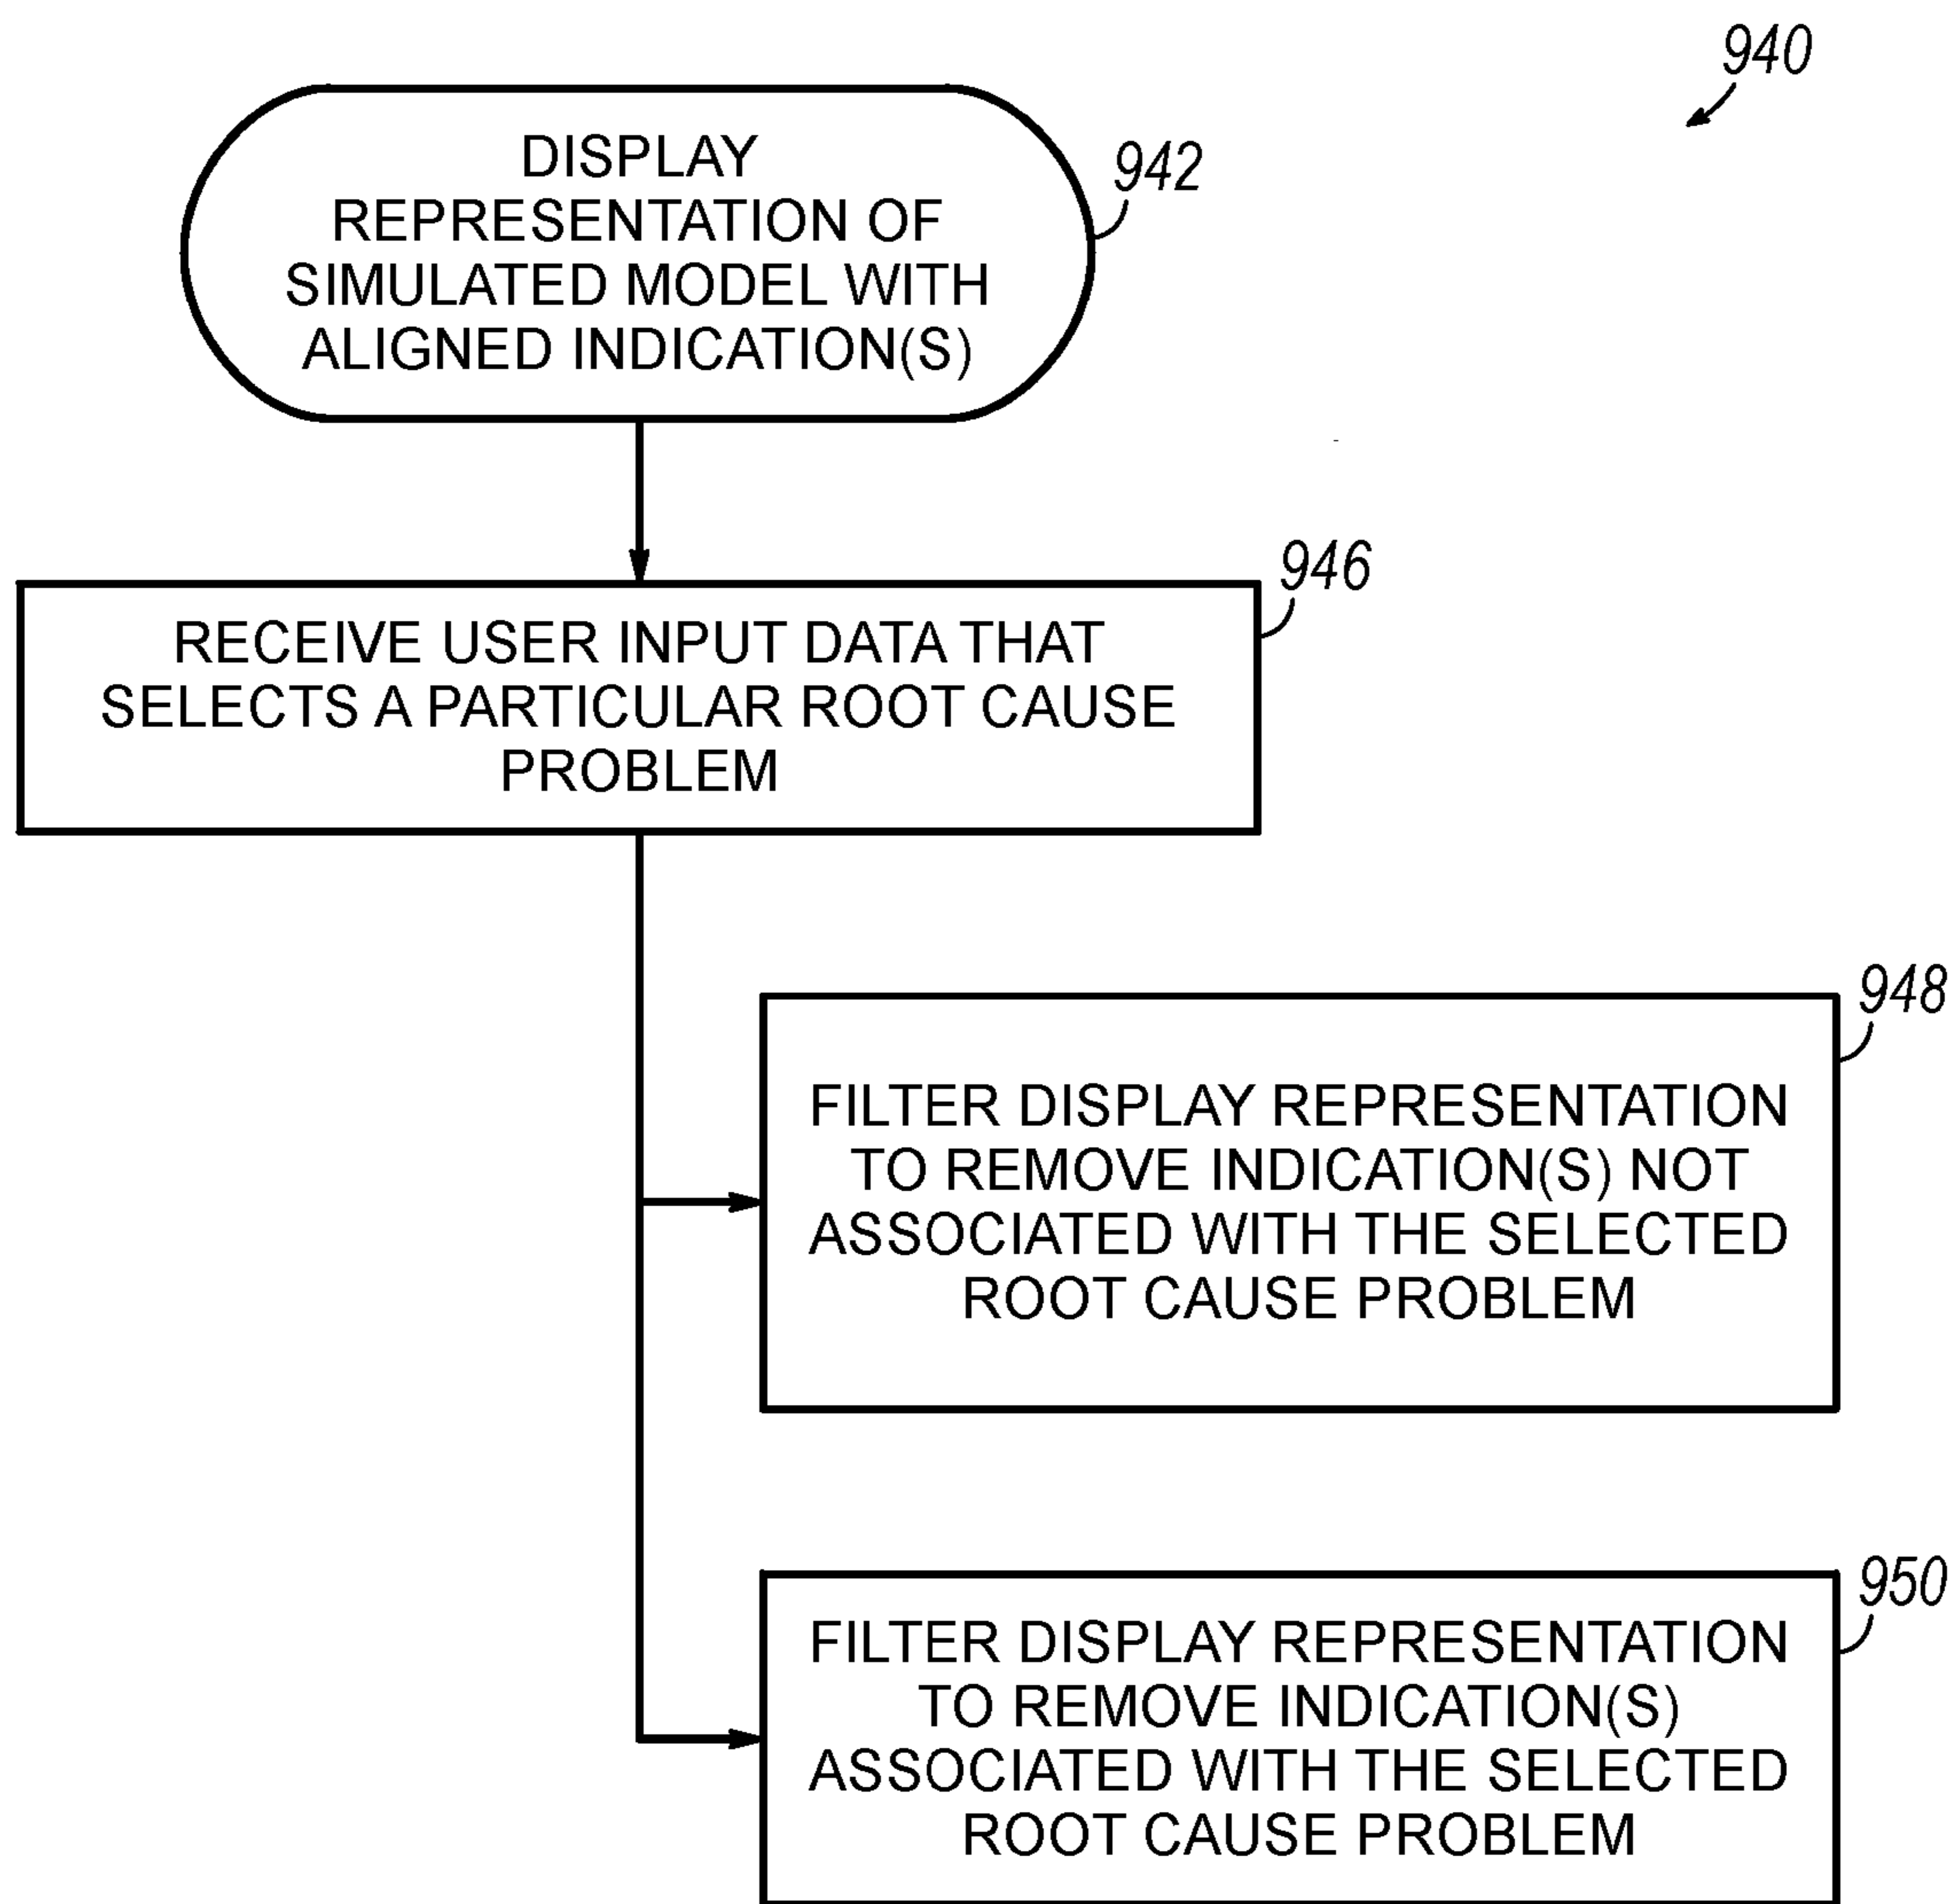 940
DISPLAY
REPRESENTATION OF
SIMULATED MODEL WITH
ALIGNED INDICATION(S)
942
RECEIVE USER INPUT DATA THAT
SELECTS A PARTICULAR ROOT CAUSE
PROBLEM
946
FILTER DISPLAY REPRESENTATION
TO REMOVE INDICATION(S) NOT
ASSOCIATED WITH THE SELECTED
ROOT CAUSE PROBLEM
948
FILTER DISPLAY REPRESENTATION
TO REMOVE INDICATION(S)
ASSOCIATED WITH THE SELECTED
ROOT CAUSE PROBLEM
950